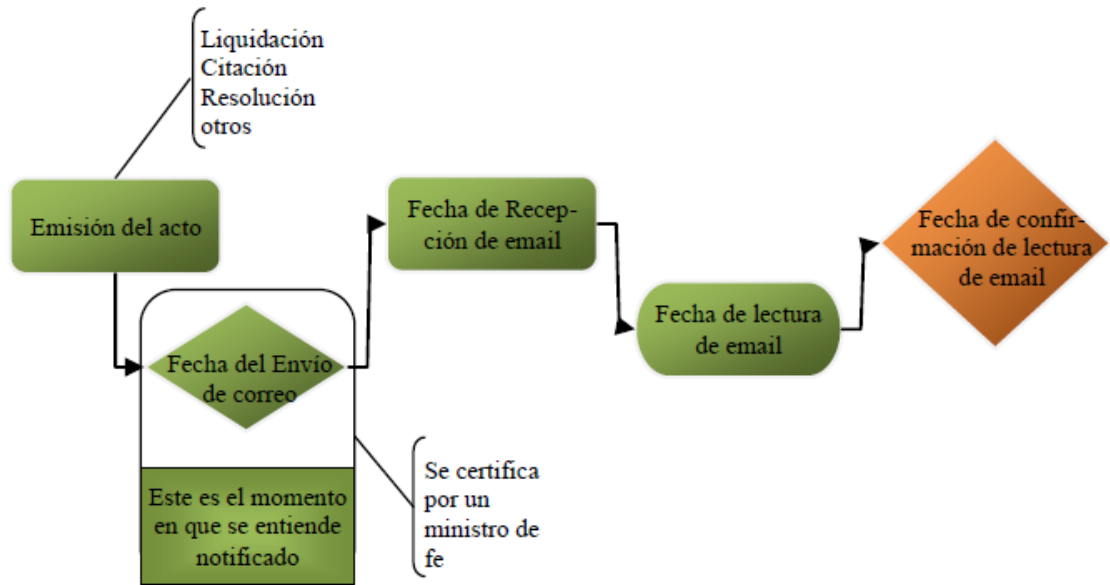 Liquidación
Citación
Resolución
otros
Emisión del acto
Fecha de Recep-
ción de email
Fecha de confir-
mación de lectura
de email
Fecha de lectura
de email
Fecha del Envío
de correo
Este es el momento
en que se entiende
notificado
Se certifica
por un
ministro de
fe